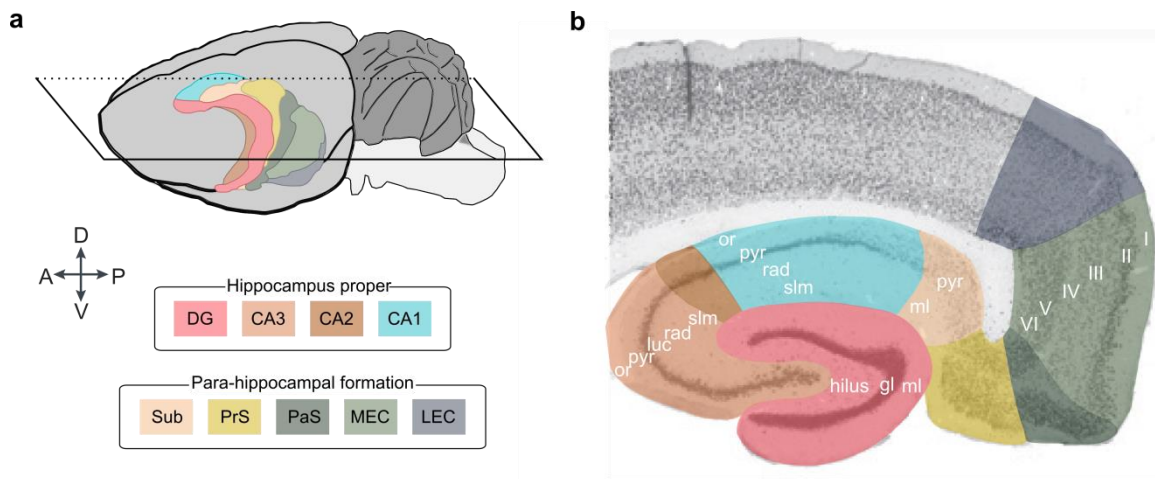 a
D
A P
V
Hippocampus proper
DG CA3 CA2 CA1
Para-hippocampal formation
Sub PrS PaS MEC LEC
b
or
pyr
rad
slm
pyr
ml
slm
rad
luc
pyr
or
hilus gl ml
I
II
III
IV
V
VI